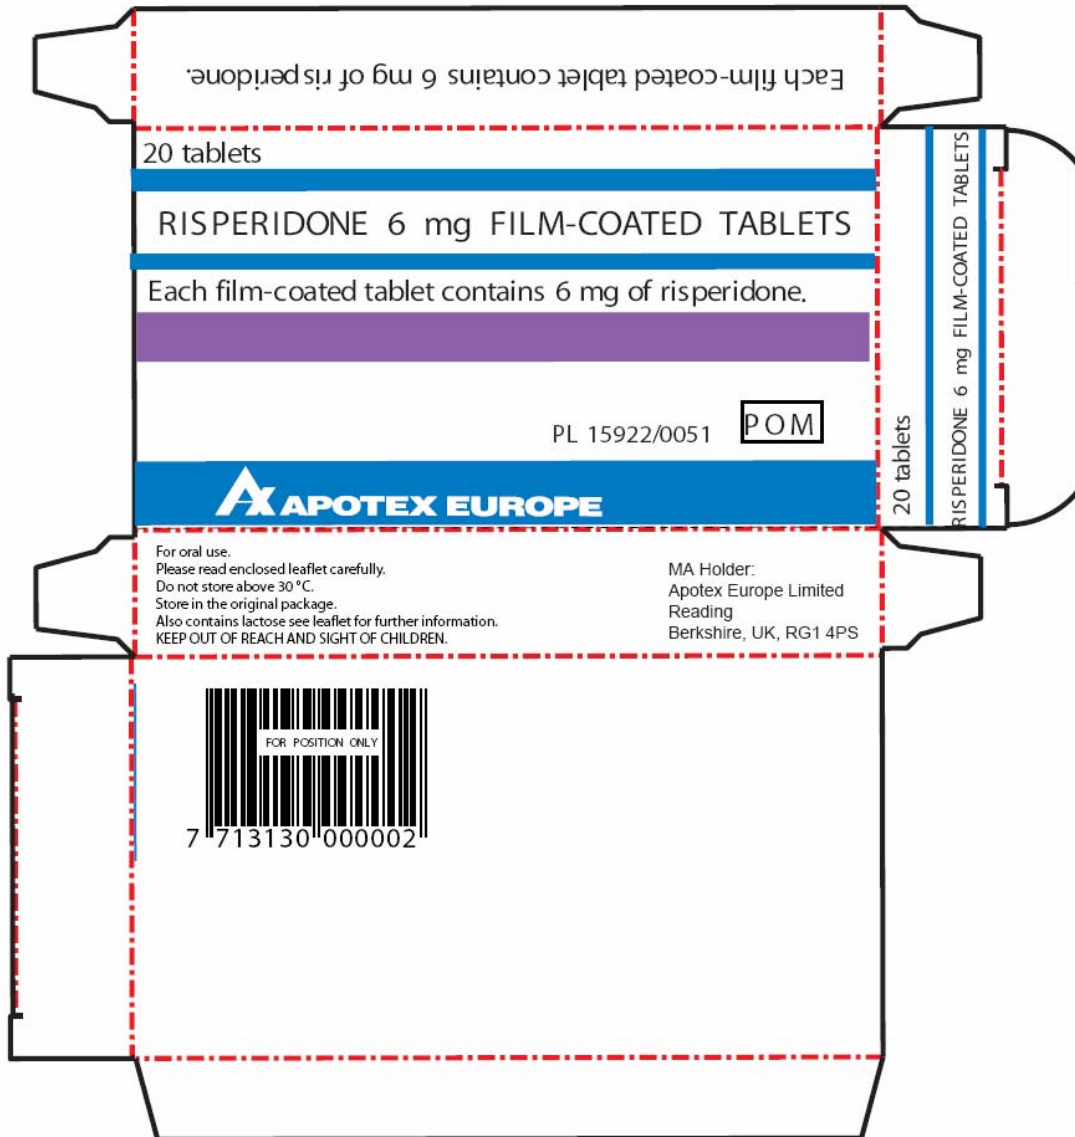 Each film-coated tablet contains 6 mg of risperidone.
20 tablets
RISPERIDONE 6 mg FILM-COATED TABLETS
Each film-coated tablet contains 6 mg of risperidone.
PL 15922/0051
POM
APOTEX EUROPE
20 tablets
RISPERIDONE 6 mg FILM-COATED TABLETS
For oral use.
Please read enclosed leaflet carefully.
Do not store above 30 °C.
Store in the original package.
Also contains lactose see leaflet for further information.
KEEP OUT OF REACH AND SIGHT OF CHILDREN.
MA Holder:
Apotex Europe Limited
Reading
Berkshire, UK, RG1 4PS
FOR POSITION ONLY
7 713130 000002